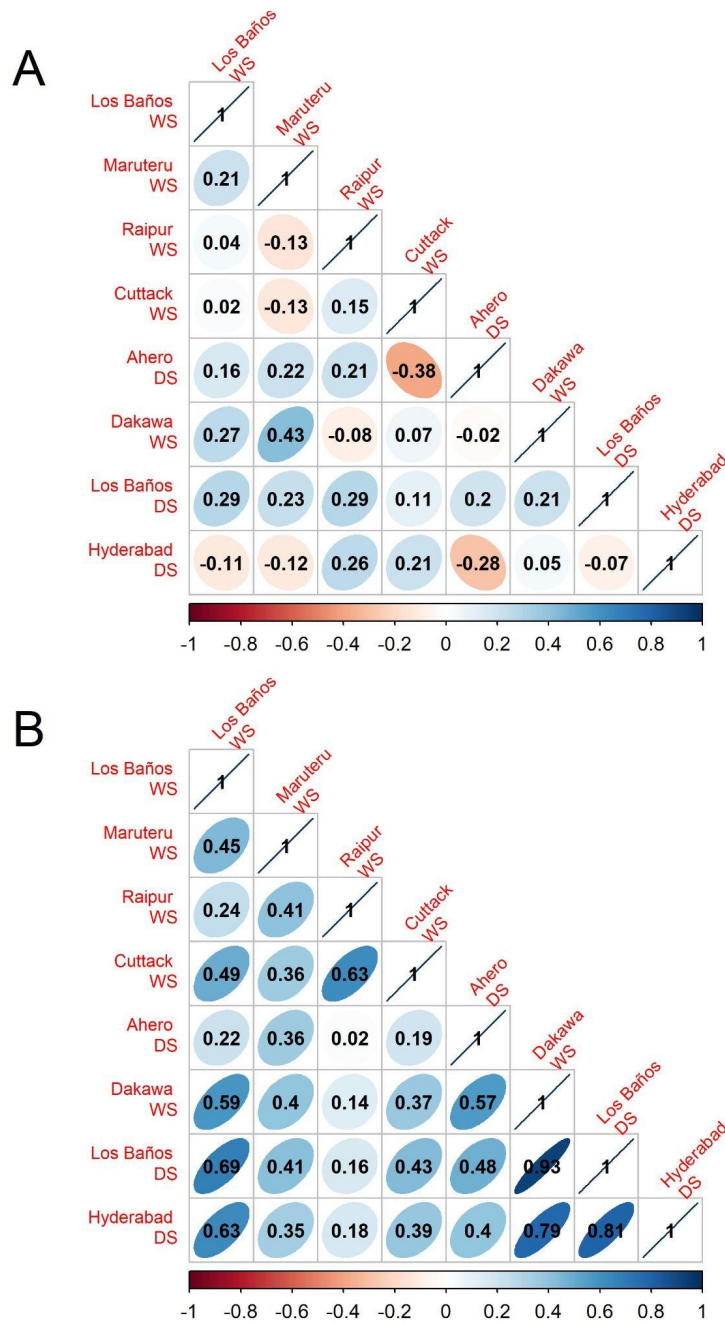 A
Los Baños
WS
Maruteru
WS
Raipur
WS
Cuttack
WS
Ahero
DS
Dakawa
WS
Los Baños
DS
Hyderabad
DS
Los Baños
WS
1
Maruteru
WS
0.21 1
Raipur
WS
0.04 -0.13 1
Cuttack
WS
0.02 -0.13 0.15 1
Ahero
DS
0.16 0.22 0.21 -0.38 1
Dakawa
WS
0.27 0.43 -0.08 0.07 -0.02 1
Los Baños
DS
0.29 0.23 0.29 0.11 0.2 0.21 1
Hyderabad
DS
-0.11 -0.12 0.26 0.21 -0.28 0.05 -0.07 1
-1 -0.8 -0.6 -0.4 -0.2 0 0.2 0.4 0.6 0.8 1
B
Los Baños
WS
Maruteru
WS
Raipur
WS
Cuttack
WS
Ahero
DS
Dakawa
WS
Los Baños
DS
Hyderabad
DS
Los Baños
WS
1
Maruteru
WS
0.45 1
Raipur
WS
0.24 0.41 1
Cuttack
WS
0.49 0.36 0.63 1
Ahero
DS
0.22 0.36 0.02 0.19 1
Dakawa
WS
0.59 0.4 0.14 0.37 0.57 1
Los Baños
DS
0.69 0.41 0.16 0.43 0.48 0.93 1
Hyderabad
DS
0.63 0.35 0.18 0.39 0.4 0.79 0.81 1
-1 -0.8 -0.6 -0.4 -0.2 0 0.2 0.4 0.6 0.8 1